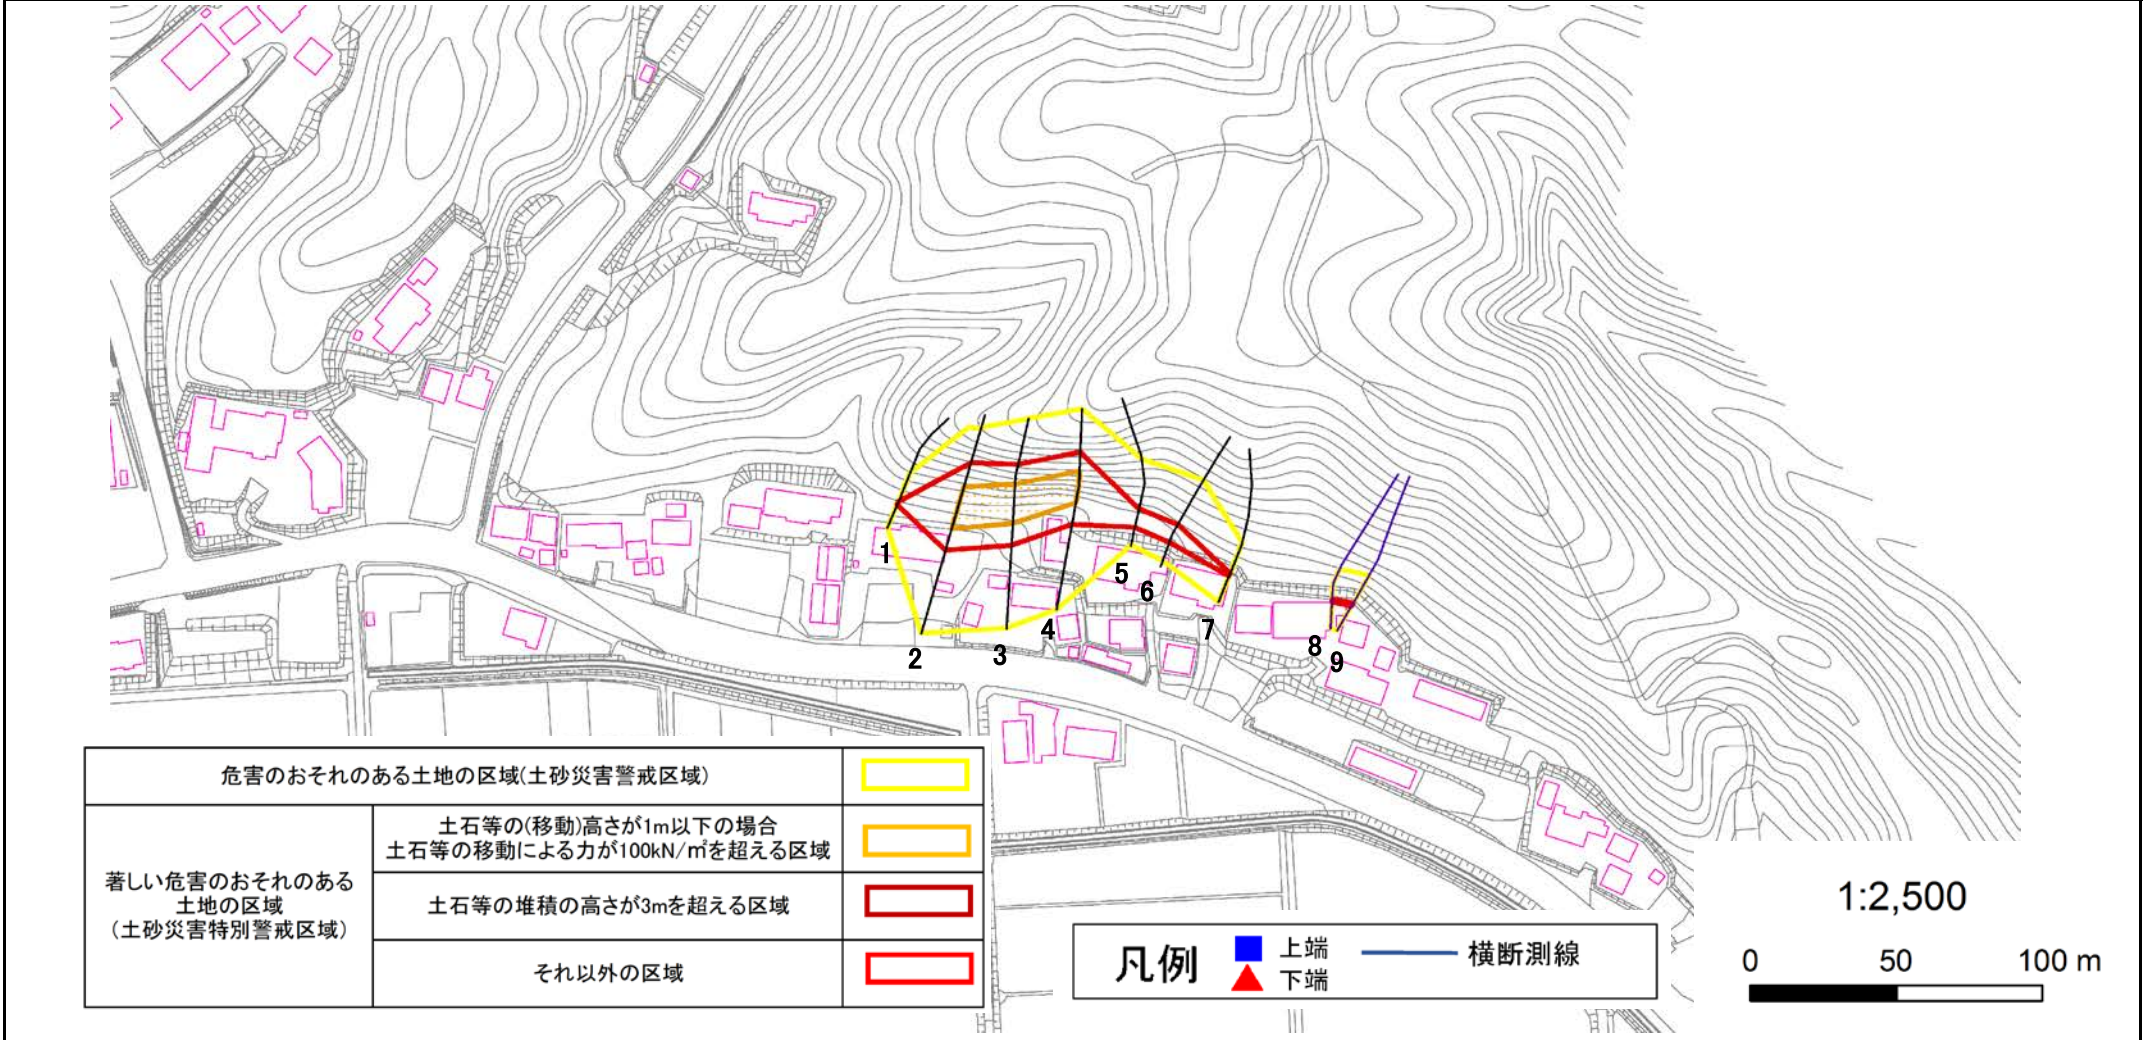 1
2
3
4
5
6
7
8
9
危害のおそれのある土地の区域(土砂災害警戒区域)
著しい危害のおそれのある
土地の区域
(土砂災害特別警戒区域)
土石等の(移動)高さが1m以下の場合
土石等の移動による力が100kN/㎡を超える区域
土石等の堆積の高さが3mを超える区域
それ以外の区域
凡例
上端
下端
横断測線
1:2,500
0 50 100 m